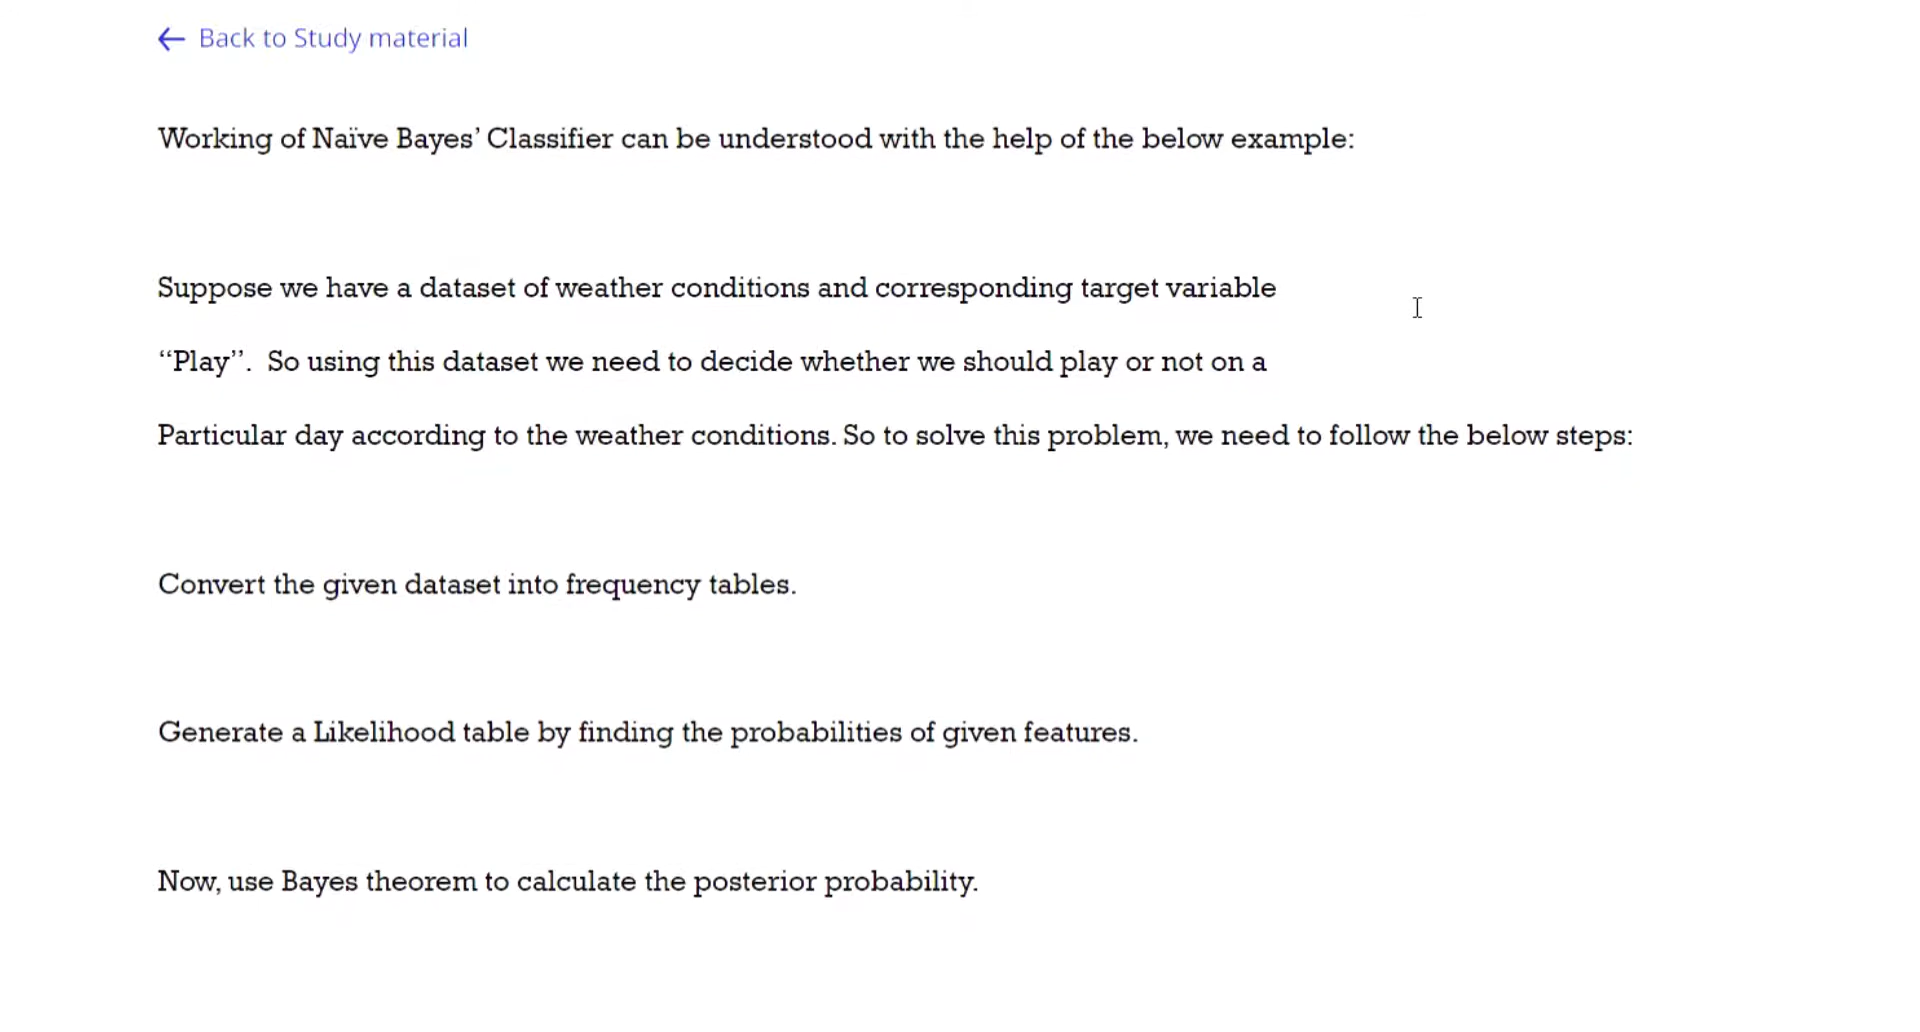 ← Back to Study material
Working of Naïve Bayes’ Classifier can be understood with the help of the below example:
Suppose we have a dataset of weather conditions and corresponding target variable
“Play”.  So using this dataset we need to decide whether we should play or not on a
Particular day according to the weather conditions. So to solve this problem, we need to follow the below steps:
Convert the given dataset into frequency tables.
Generate a Likelihood table by finding the probabilities of given features.
Now, use Bayes theorem to calculate the posterior probability.